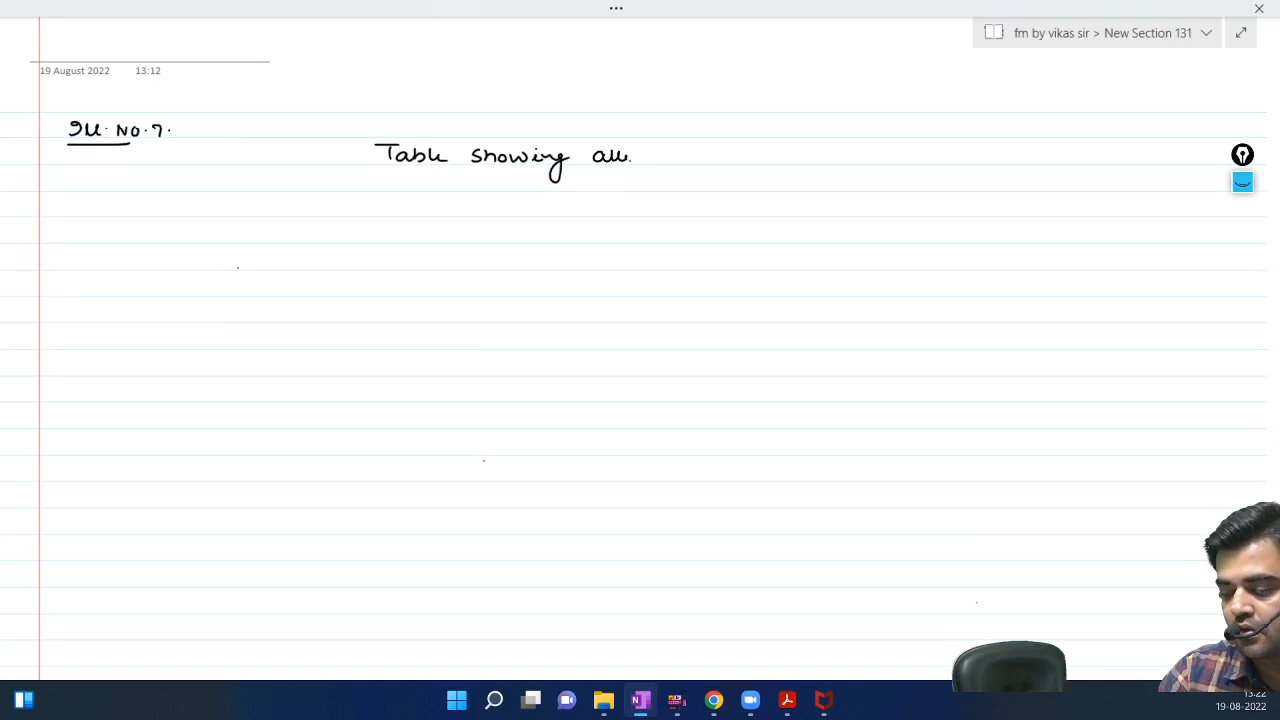 fm by vikas sir > New Section 131
19 August 2022 13:12
Ill. No. 7.
Table showing all
13:22
19-08-2022